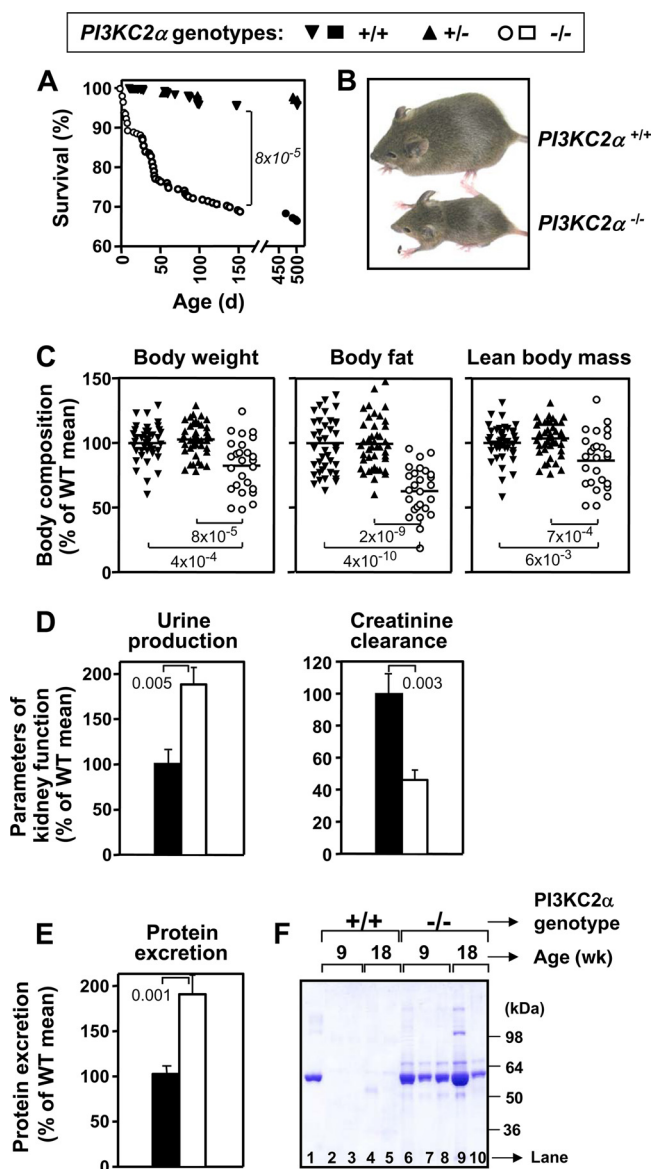 PI3KC2α genotypes: ▼ ■ +/+ ▲ +/- ○ □ -/-
A
Survival (%)
100
90
80
70
60
8x10-5
0
50
100
150
450
500
Age (d)
B
PI3KC2α +/+
PI3KC2α -/-
C
Body composition
(% of WT mean)
Body weight
Body fat
Lean body mass
150
100
50
0
8x10-5
4x10-4
2x10-9
4x10-10
7x10-4
6x10-3
D
Parameters of
kidney function
(% of WT mean)
Urine
production
200
150
100
50
0
0.005
Creatinine
clearance
120
100
80
60
40
20
0
0.003
E
Protein
excretion
Protein excretion
(% of WT mean)
200
150
100
50
0
0.001
F
PI3KC2α
genotype
+/+ -/-
9 18 9 18 Age (wk)
(kDa)
98
64
50
36
1 2 3 4 5 6 7 8 9 10 Lane